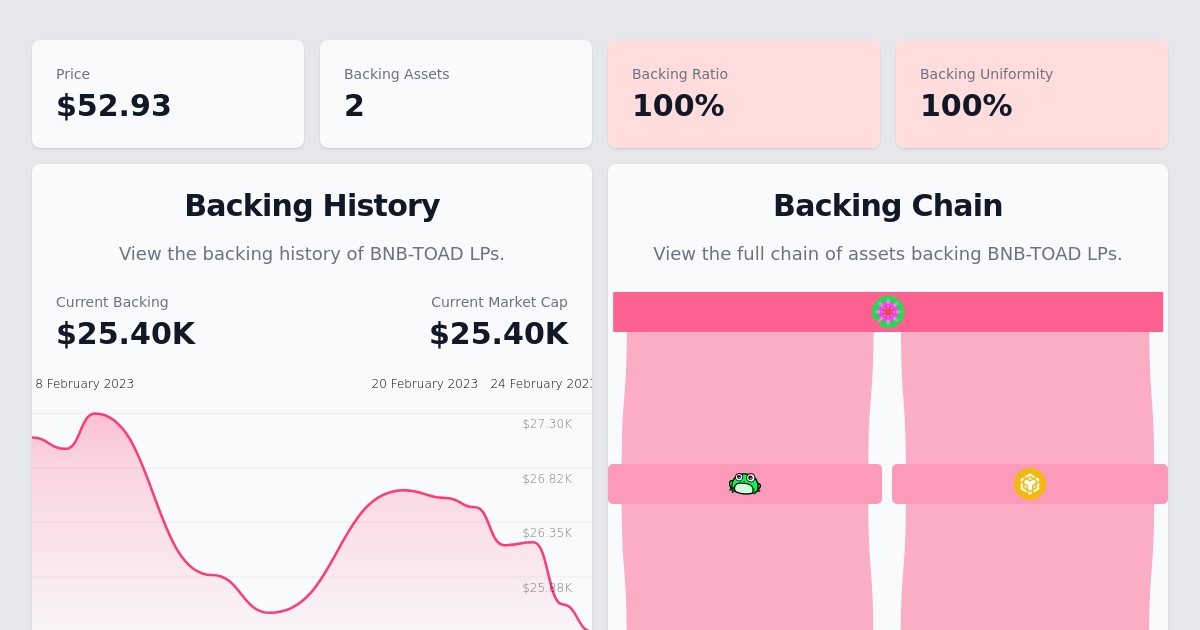 Price
$52.93
Backing Assets
2
Backing Ratio
100%
Backing Uniformity
100%
Backing History
View the backing history of BNB-TOAD LPs.
Current Backing
$25.40K
Current Market Cap
$25.40K
8 February 2023
20 February 2023
24 February 2023
$27.30K
$26.82K
$26.35K
$25.88K
Backing Chain
View the full chain of assets backing BNB-TOAD LPs.